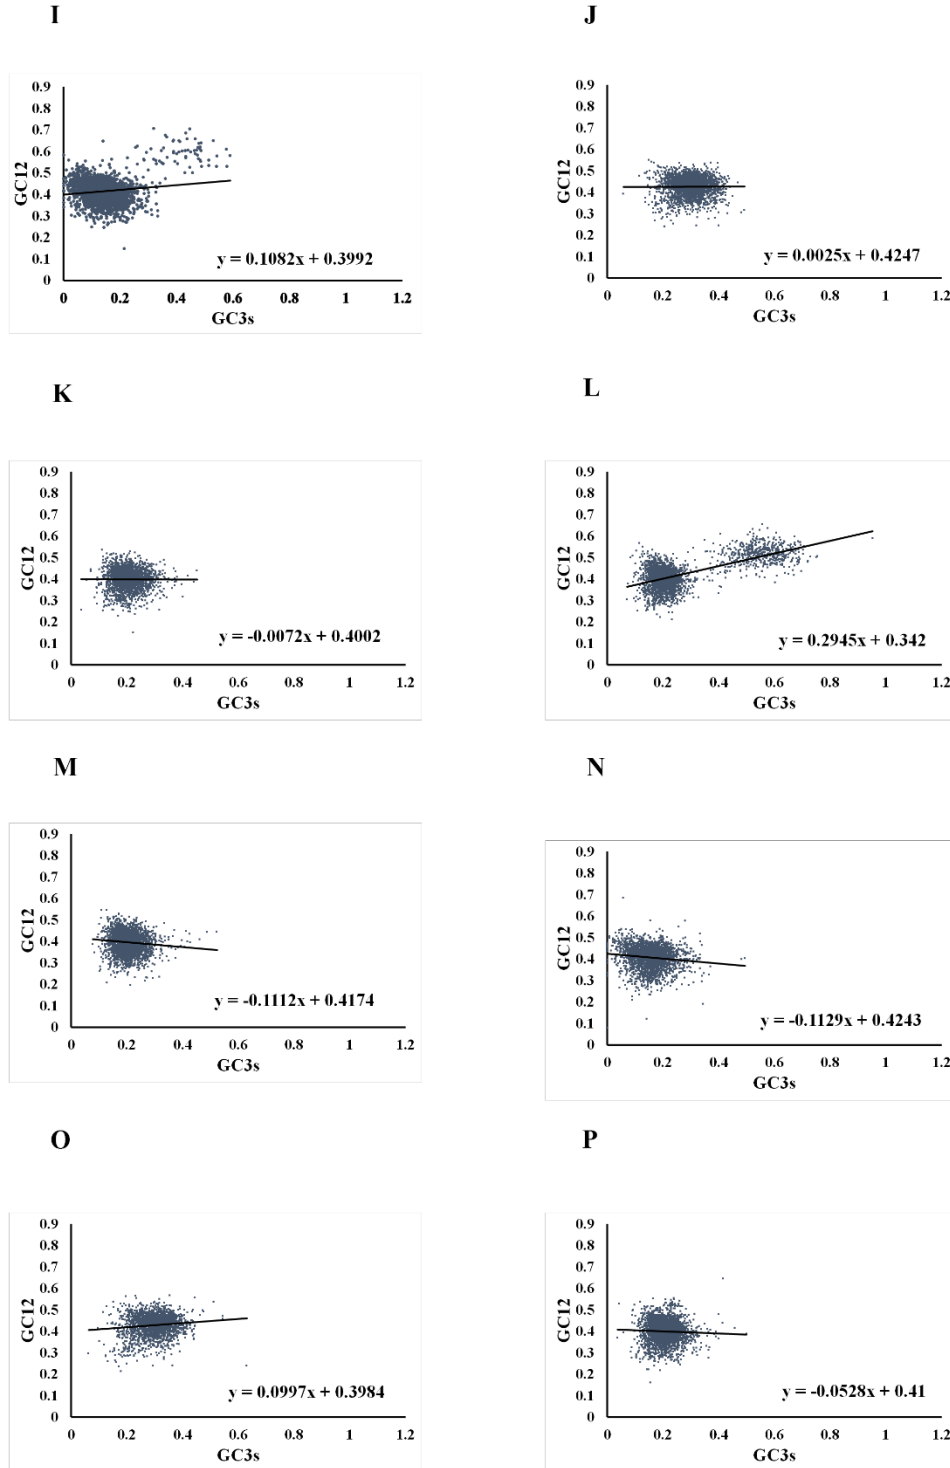 I
0.9
0.8
0.7
0.6
0.5
0.4
0.3
0.2
0.1
0
GC12
y = 0.1082x + 0.3992
0 0.2 0.4 0.6 0.8 1 1.2
GC3s
J
0.9
0.8
0.7
0.6
0.5
0.4
0.3
0.2
0.1
0
GC12
y = 0.0025x + 0.4247
0 0.2 0.4 0.6 0.8 1 1.2
GC3s
K
0.9
0.8
0.7
0.6
0.5
0.4
0.3
0.2
0.1
0
GC12
y = -0.0072x + 0.4002
0 0.2 0.4 0.6 0.8 1 1.2
GC3s
L
0.9
0.8
0.7
0.6
0.5
0.4
0.3
0.2
0.1
0
GC12
y = 0.2945x + 0.342
0 0.2 0.4 0.6 0.8 1 1.2
GC3s
M
0.9
0.8
0.7
0.6
0.5
0.4
0.3
0.2
0.1
0
GC12
y = -0.1112x + 0.4174
0 0.2 0.4 0.6 0.8 1 1.2
GC3s
N
0.9
0.8
0.7
0.6
0.5
0.4
0.3
0.2
0.1
0
GC12
y = -0.1129x + 0.4243
0 0.2 0.4 0.6 0.8 1 1.2
GC3s
O
0.9
0.8
0.7
0.6
0.5
0.4
0.3
0.2
0.1
0
GC12
y = 0.0997x + 0.3984
0 0.2 0.4 0.6 0.8 1 1.2
GC3s
P
0.9
0.8
0.7
0.6
0.5
0.4
0.3
0.2
0.1
0
GC12
y = -0.0528x + 0.41
0 0.2 0.4 0.6 0.8 1 1.2
GC3s